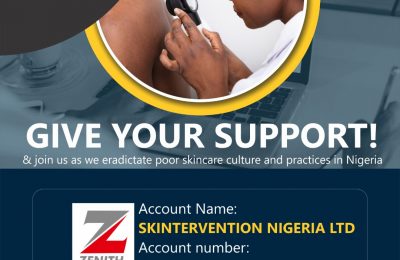 GIVE YOUR SUPPORT!
& join us as we eradictate poor skincare culture and practices in Nigeria
Account Name:
SKINTERVENTION NIGERIA LTD
Account number:
ZENITH